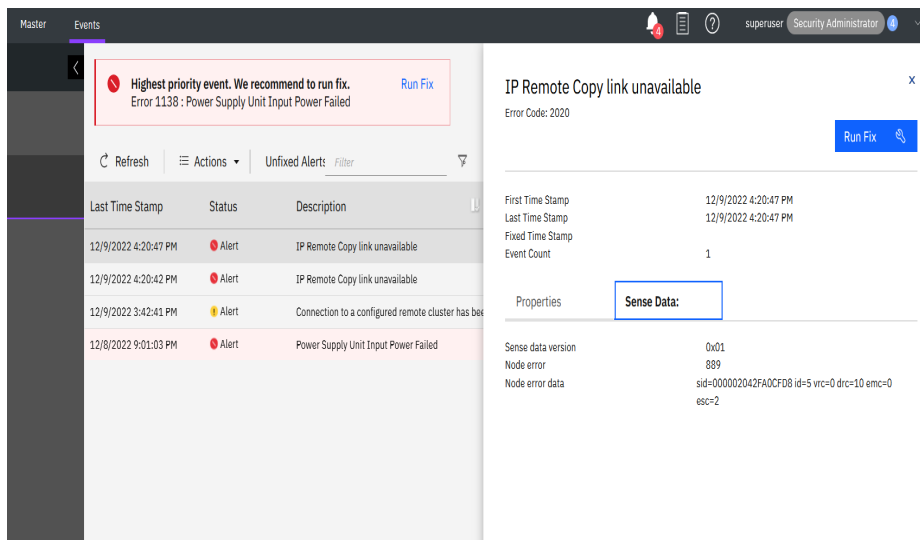 Master Events
4
superuser Security Administrator 4
Highest priority event. We recommend to run fix. Run Fix
Error 1138 : Power Supply Unit Input Power Failed
Refresh Actions Unfixed Alerts Filter
Last Time Stamp Status Description
12/9/2022 4:20:47 PM Alert IP Remote Copy link unavailable
12/9/2022 4:20:42 PM Alert IP Remote Copy link unavailable
12/9/2022 3:42:41 PM Alert Connection to a configured remote cluster has bee
12/8/2022 9:01:03 PM Alert Power Supply Unit Input Power Failed
IP Remote Copy link unavailable x
Error Code: 2020
Run Fix
First Time Stamp 12/9/2022 4:20:47 PM
Last Time Stamp 12/9/2022 4:20:47 PM
Fixed Time Stamp
Event Count 1
Properties Sense Data:
Sense data version 0x01
Node error 889
Node error data sid=000002042FA0CFD8 id=5 vrc=0 drc=10 emc=0
esc=2